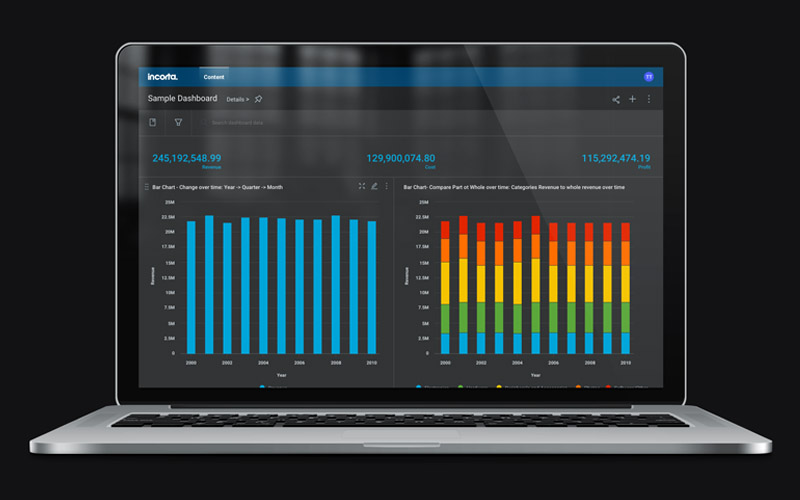 incorta.
Content
TT
Sample Dashboard
Details
Search dashboard data
245,192,548.99
Revenue
129,900,074.80
Cost
115,292,474.19
Profit
Bar Chart - Change over time: Year -> Quarter -> Month
25M
22.5M
20M
17.5M
15M
12.5M
10M
7.5M
5M
2.5M
0
Revenue
2000 2002 2004 2006 2008 2010
Year
Bar Chart- Compare Part ot Whole over time: Categories Revenue to whole revenue over time
25M
22.5M
20M
17.5M
15M
12.5M
10M
7.5M
5M
2.5M
0
Revenue
2000 2002 2004 2006 2008 2010
Year